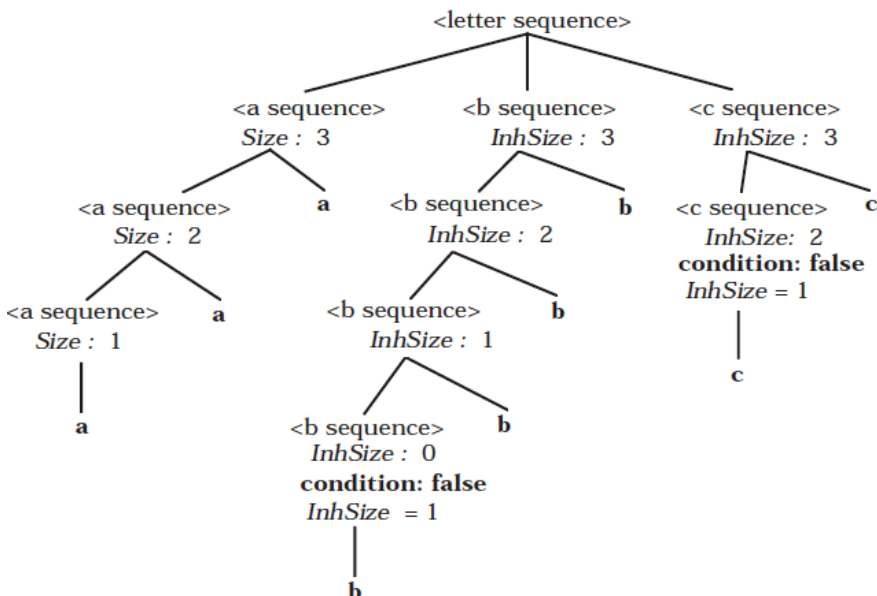 <letter sequence>
<a sequence> <b sequence> <c sequence>
Size : 3 InhSize : 3 InhSize : 3
<a sequence> a <b sequence> b <c sequence> c
Size : 2 InhSize : 2 InhSize: 2
condition: false
InhSize = 1
<a sequence> a <b sequence> b
Size : 1 InhSize : 1
c
a <b sequence> b
InhSize : 0
condition: false
InhSize = 1
b